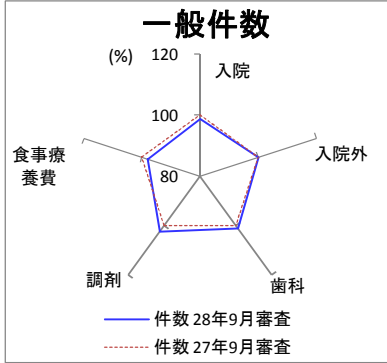 一般件数
120
(%)
入院
100
食事療
養費
入院外
80
調剤
歯科
件数 28年9月審査
件数 27年9月審査